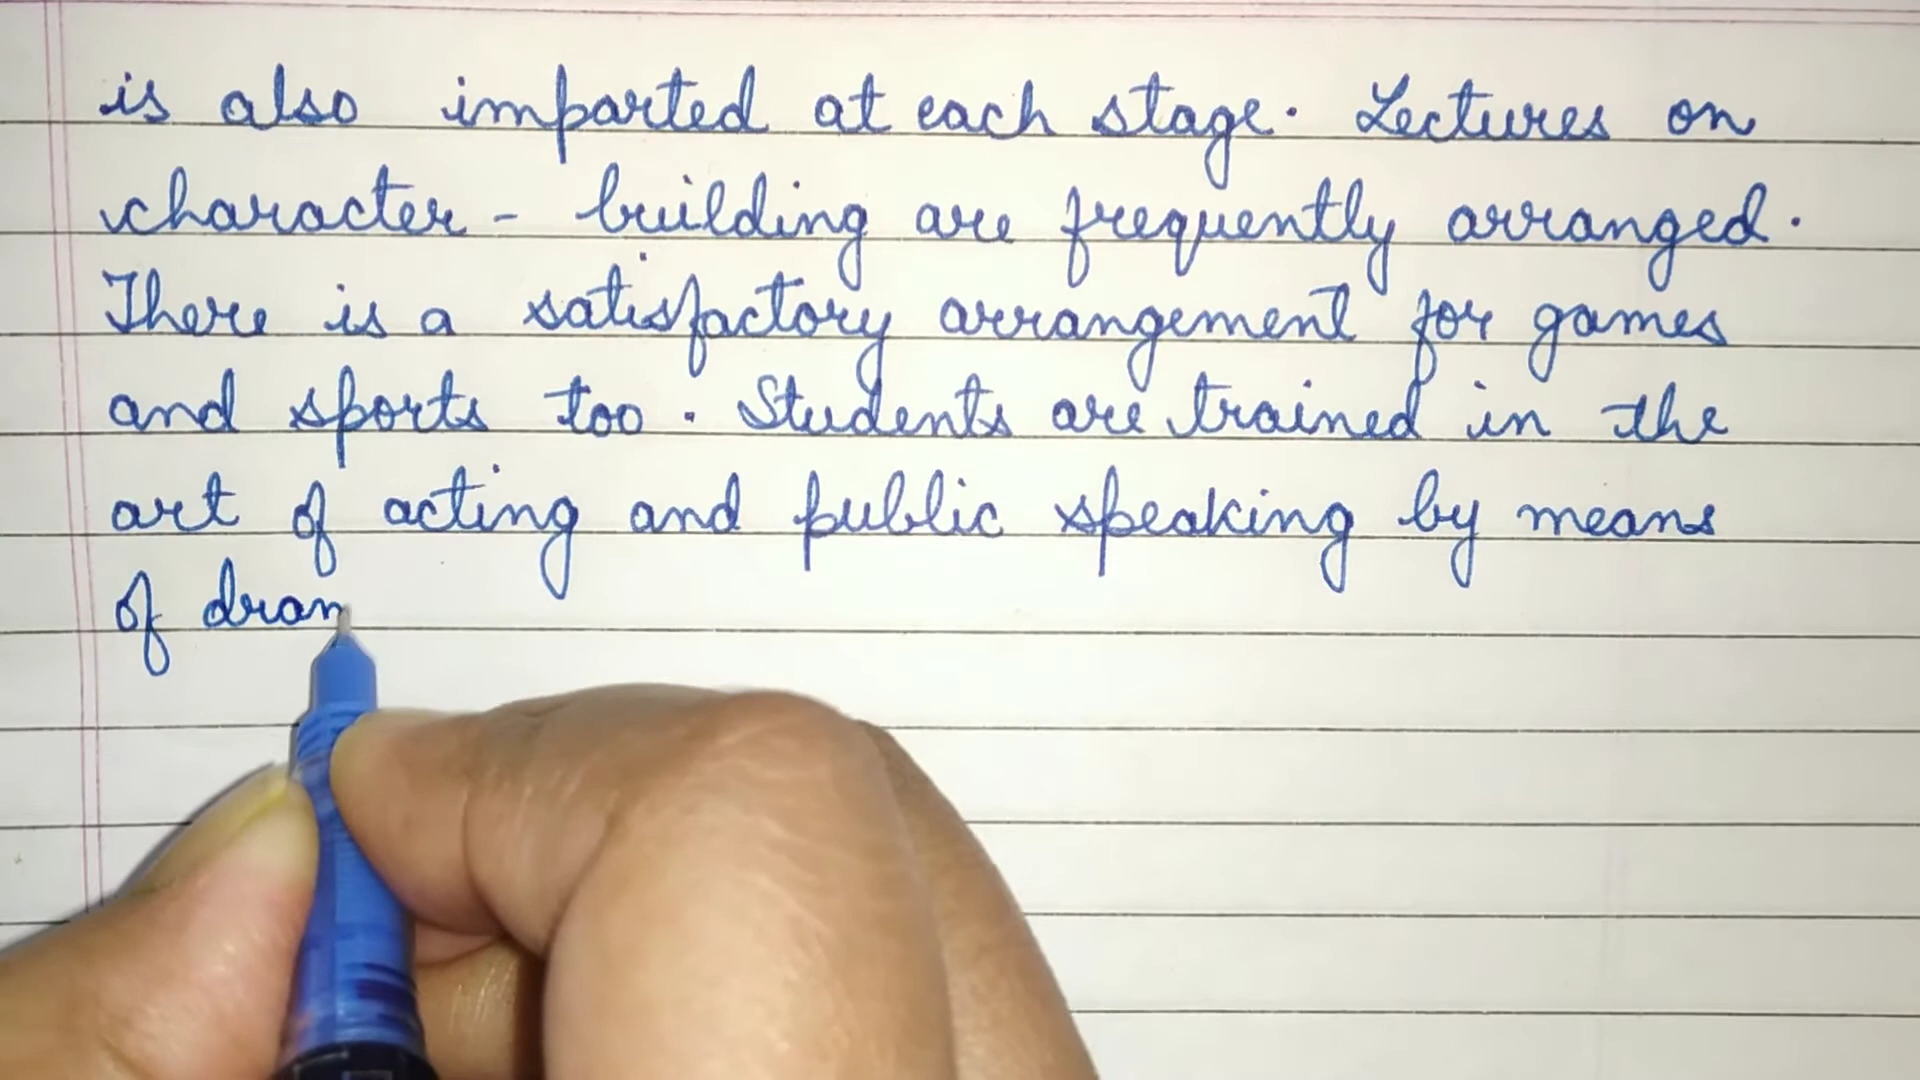 is also imparted at each stage. Lectures on
character - building are frequently arranged.
There is a satisfactory arrangement for games
and sports too. Students are trained in the
art of acting and public speaking by means
of dram